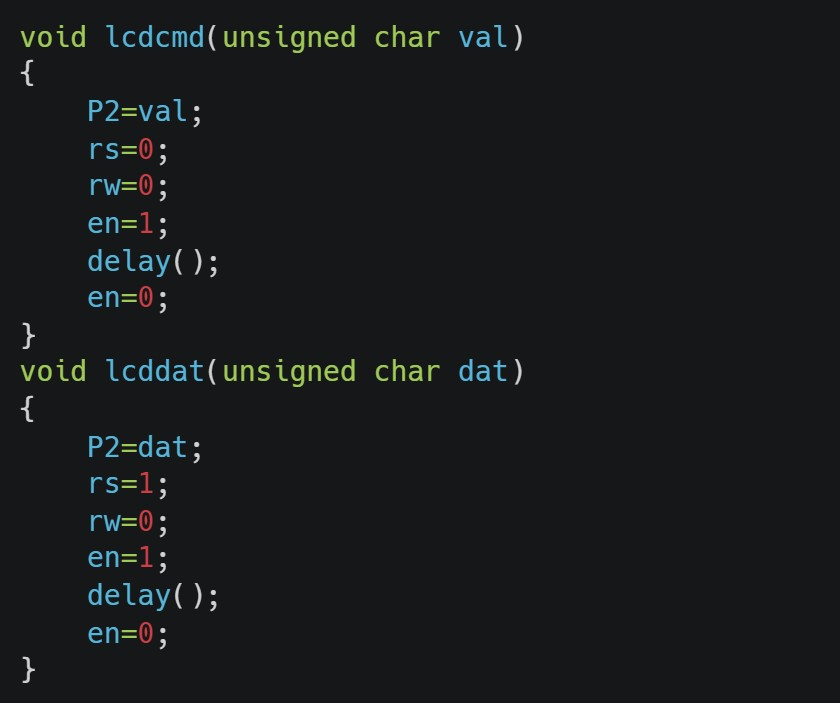 void lcdcmd(unsigned char val)
{
    P2=val;
    rs=0;
    rw=0;
    en=1;
    delay();
    en=0;
}
void lcddat(unsigned char dat)
{
    P2=dat;
    rs=1;
    rw=0;
    en=1;
    delay();
    en=0;
}